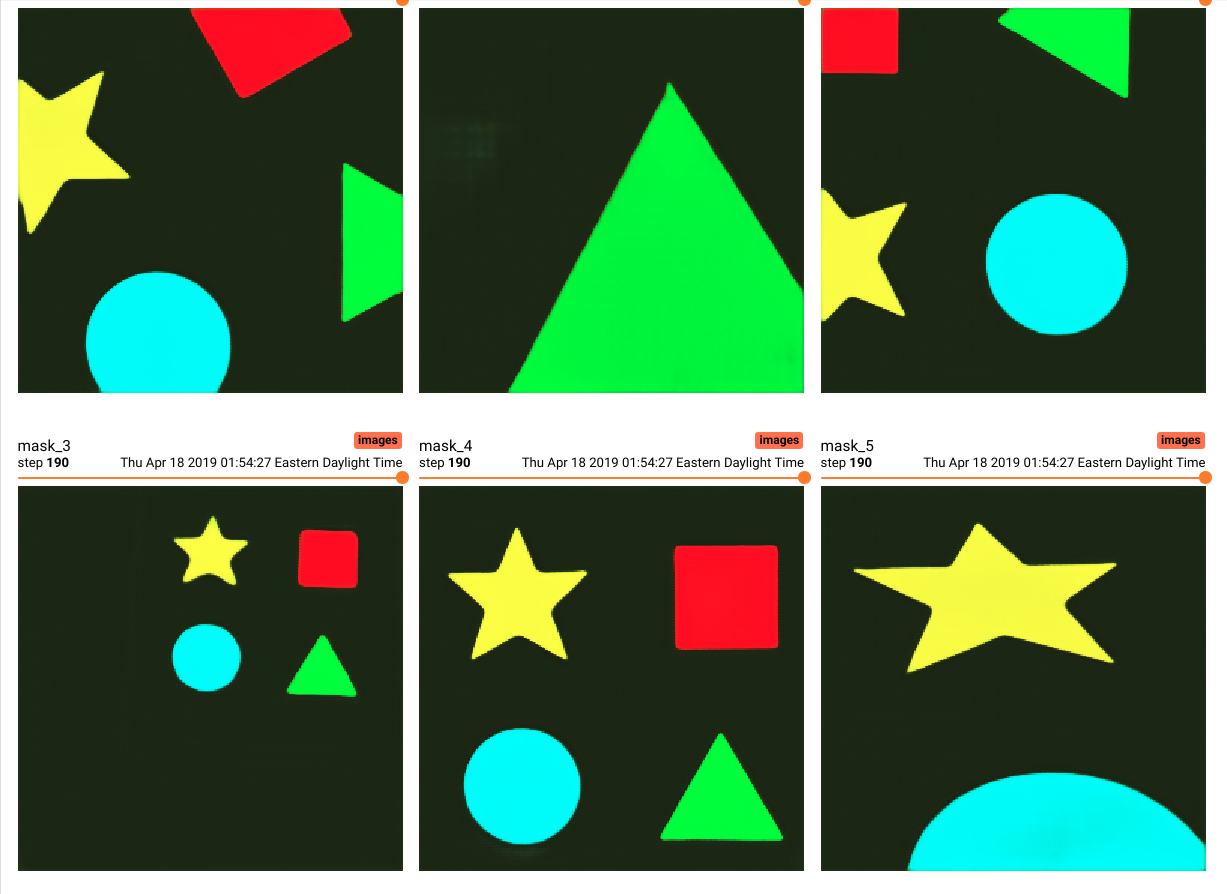 mask_3 images
step 190 Thu Apr 18 2019 01:54:27 Eastern Daylight Time
mask_4 images
step 190 Thu Apr 18 2019 01:54:27 Eastern Daylight Time
mask_5 images
step 190 Thu Apr 18 2019 01:54:27 Eastern Daylight Time